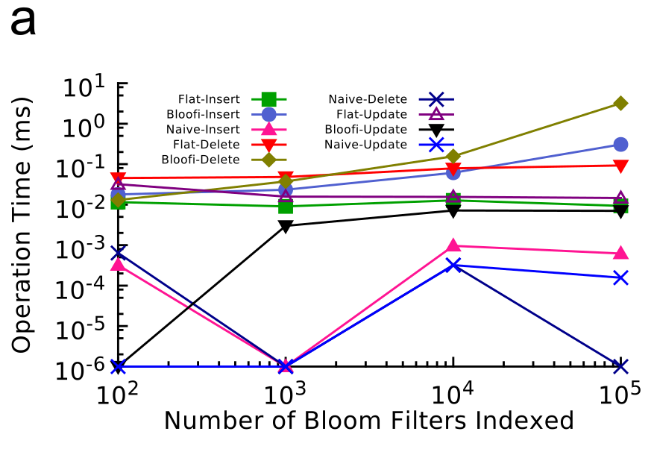 a
Operation Time (ms)
10¹
10⁰
10⁻¹
10⁻²
10⁻³
10⁻⁴
10⁻⁵
10⁻⁶
Flat-Insert
Bloofi-Insert
Naive-Insert
Flat-Delete
Bloofi-Delete
Naive-Delete
Flat-Update
Bloofi-Update
Naive-Update
10² 10³ 10⁴ 10⁵
Number of Bloom Filters Indexed